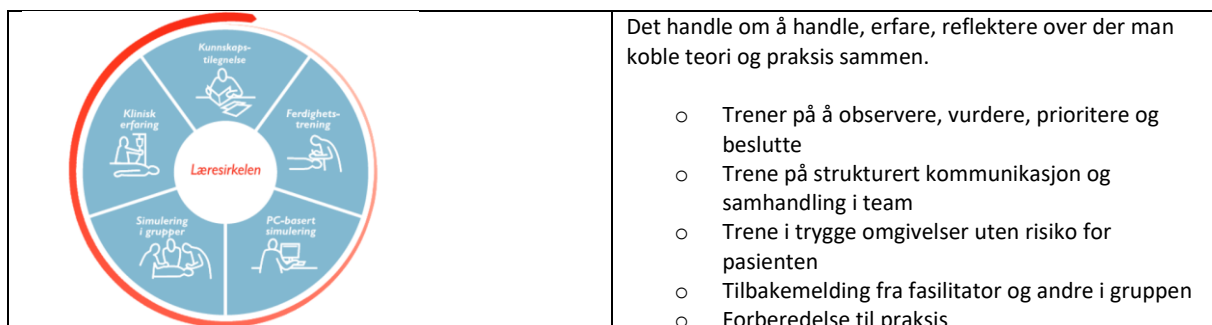 Kunnskaps-
tilegnelse
Ferdighets-
trening
PC-basert
simulering
Simulering
i grupper
Klinisk
erfaring
Læresirkelen
Det handle om å handle, erfare, reflektere over der man
koble teori og praksis sammen.
o Trener på å observere, vurdere, prioritere og
beslutte
o Trene på strukturert kommunikasjon og
samhandling i team
o Trene i trygge omgivelser uten risiko for
pasienten
o Tilbakemelding fra fasilitator og andre i gruppen
o Forberedelse til praksis